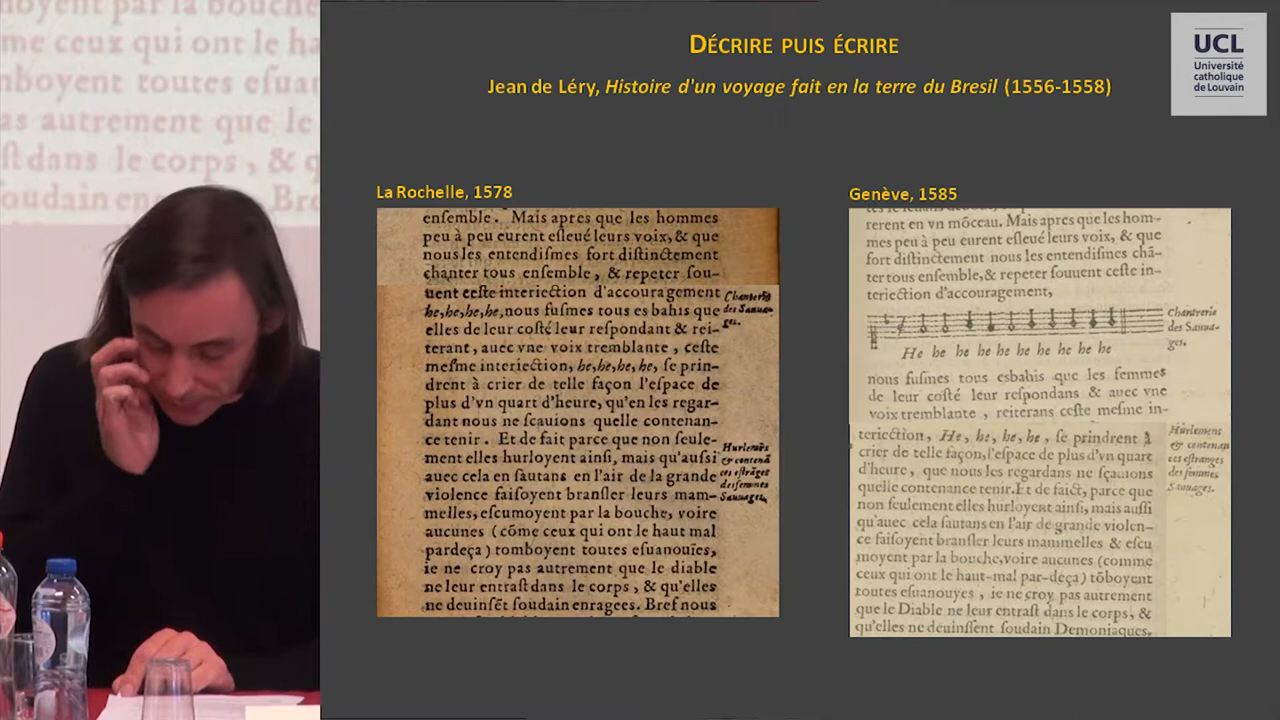 DÉCRIRE PUIS ÉCRIRE
Jean de Léry, Histoire d'un voyage fait en la terre du Bresil (1556-1558)
UCL
Université
catholique
de Louvain
La Rochelle, 1578
enſemble. Mais apres que les hommes
peu à peu eurent eſleué leurs voix, & que
nous les entendiſmes fort diſtinctement
chanter tous enſemble, & repeter ſou-
uent ceſte interiection d'accouragement
he, he, he, he, nous fuſmes tous esbahis que
elles de leur coſté leur reſpondant & rei-
terant, auec vne voix tremblante, ceſte
meſme interiection, he, he, he, he, ſe prin-
drent à crier de telle façon l'eſpace de
plus d'vn quart d'heure, qu'en les regar-
dant nous ne ſcauions quelle contenan-
ce tenir. Et de fait parce que non ſeule-
ment elles hurloyent ainſi, mais qu'auſſi
auec cela en ſautans en l'air de la grande
violence faiſoyent branſler leurs mam-
melles, eſcumoyent par la bouche, voire
aucunes (cõme ceux qui ont le haut mal
pardeça) tomboyent toutes eſuanouïes,
ie ne croy pas autrement que le diable
ne leur entraſt dans le corps, & qu'elles
ne deuinſẽt ſoudain enragees. Bref nous
Chanterie
des Sauua-
ges.
Hurlemẽs
& contenã
ces eſtrãges
des femmes
Sauuages.
Genève, 1585
rerent en vn mõceau. Mais apres que les hom-
mes peu à peu eurent eſleué leurs voix, & que
fort diſtinctement nous les entendiſmes chã-
ter tous enſemble, & repeter ſouuent ceſte in-
teriection d'accouragement,
He he he he he he he he he
Chantrerie
des Sauua-
ges.
nous fuſmes tous esbahis que les femmes
de leur coſté leur reſpondans & auec vne
voix tremblante, reiterans ceſte meſme in-
teriection, He, he, he, he, ſe prindrent à
crier de telle façon, l'eſpace de plus d'vn quart
d'heure, que nous les regardans ne ſçauions
quelle contenance tenir. Et de faict, parce que
non ſeulement elles hurloyent ainſi, mais auſſi
qu'auec cela ſautans en l'air de grande violen-
ce faiſoyent branſler leurs mammelles & eſcu
moyent par la bouche, voire aucunes (comme
ceux qui ont le haut-mal par-deça) tõboyent
toutes eſuanouyes, ie ne croy pas autrement
que le Diable ne leur entraſt dans le corps, &
qu'elles ne deuinſſent ſoudain Demoniaques.
Hurlemens
& contenan
ces eſtranges
des femmes
Sauuages.